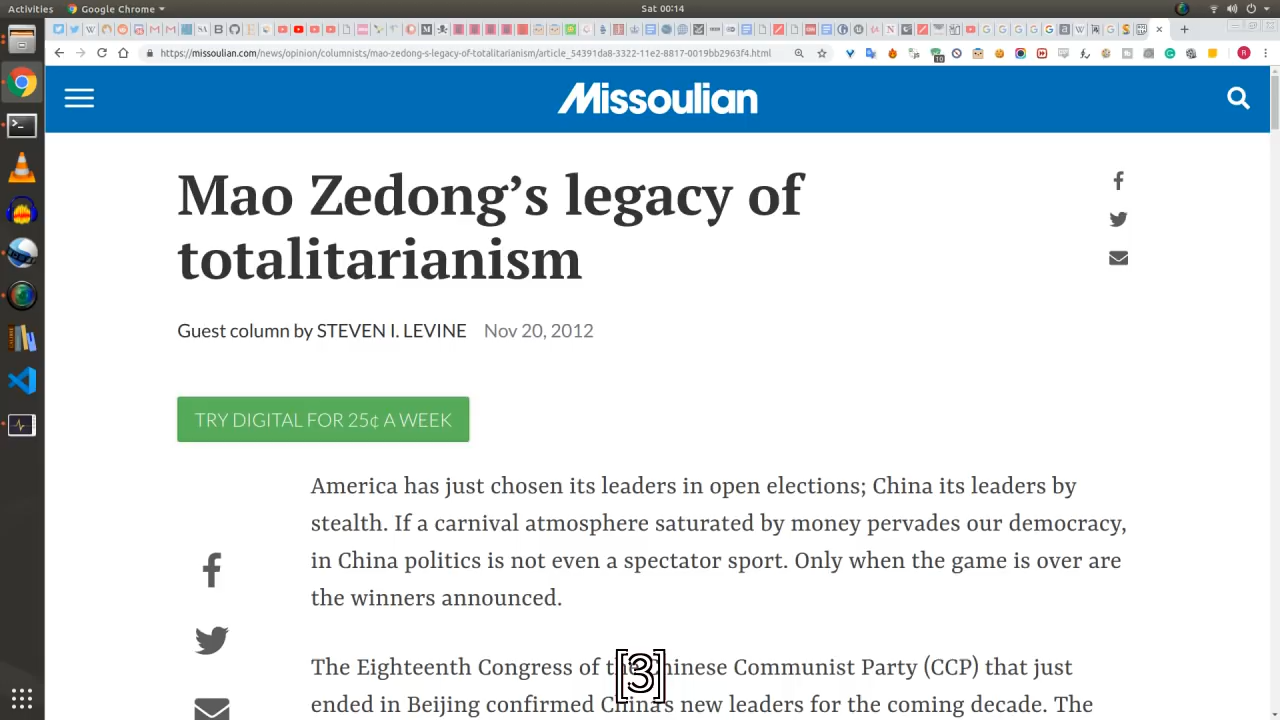 Activities Google Chrome Sat 00:14
https://missoulian.com/news/opinion/columnists/mao-zedong-s-legacy-of-totalitarianism/article_54391da8-3322-11e2-8817-0019bb2963f4.html
Missoulian
Mao Zedong’s legacy of
totalitarianism
Guest column by STEVEN I. LEVINE Nov 20, 2012
TRY DIGITAL FOR 25¢ A WEEK
America has just chosen its leaders in open elections; China its leaders by
stealth. If a carnival atmosphere saturated by money pervades our democracy,
in China politics is not even a spectator sport. Only when the game is over are
the winners announced.
The Eighteenth Congress of the Chinese Communist Party (CCP) that just
[3]
ended in Beijing confirmed China's new leaders for the coming decade. The